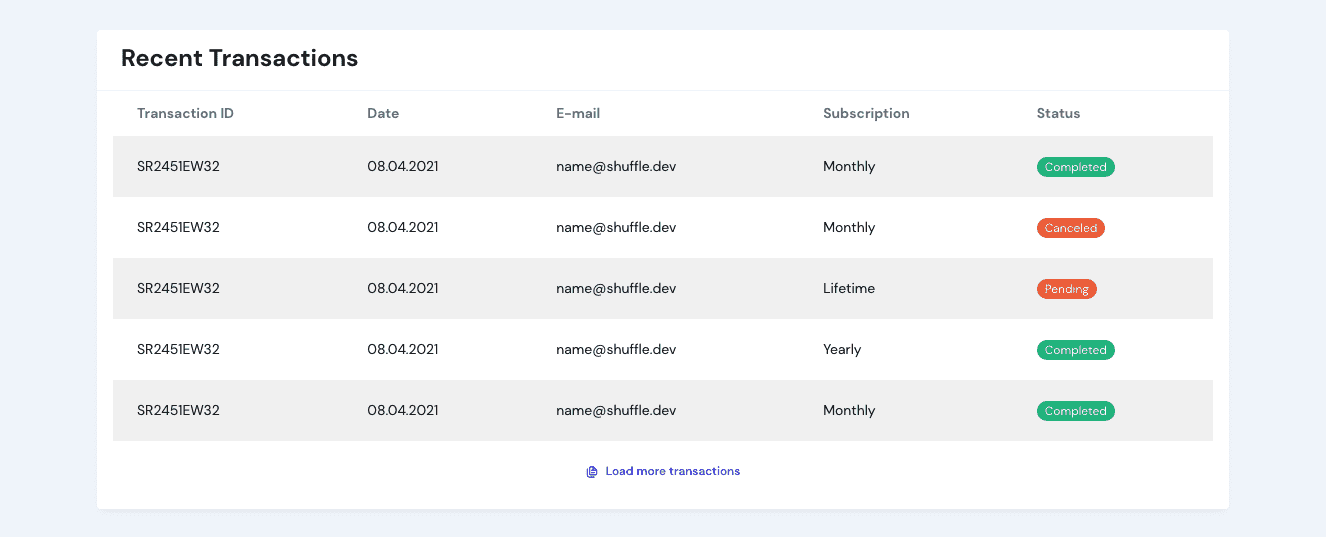 Recent Transactions
Transaction ID Date E-mail Subscription Status
SR2451EW32 08.04.2021 name@shuffle.dev Monthly Completed
SR2451EW32 08.04.2021 name@shuffle.dev Monthly Canceled
SR2451EW32 08.04.2021 name@shuffle.dev Lifetime Pending
SR2451EW32 08.04.2021 name@shuffle.dev Yearly Completed
SR2451EW32 08.04.2021 name@shuffle.dev Monthly Completed
Load more transactions